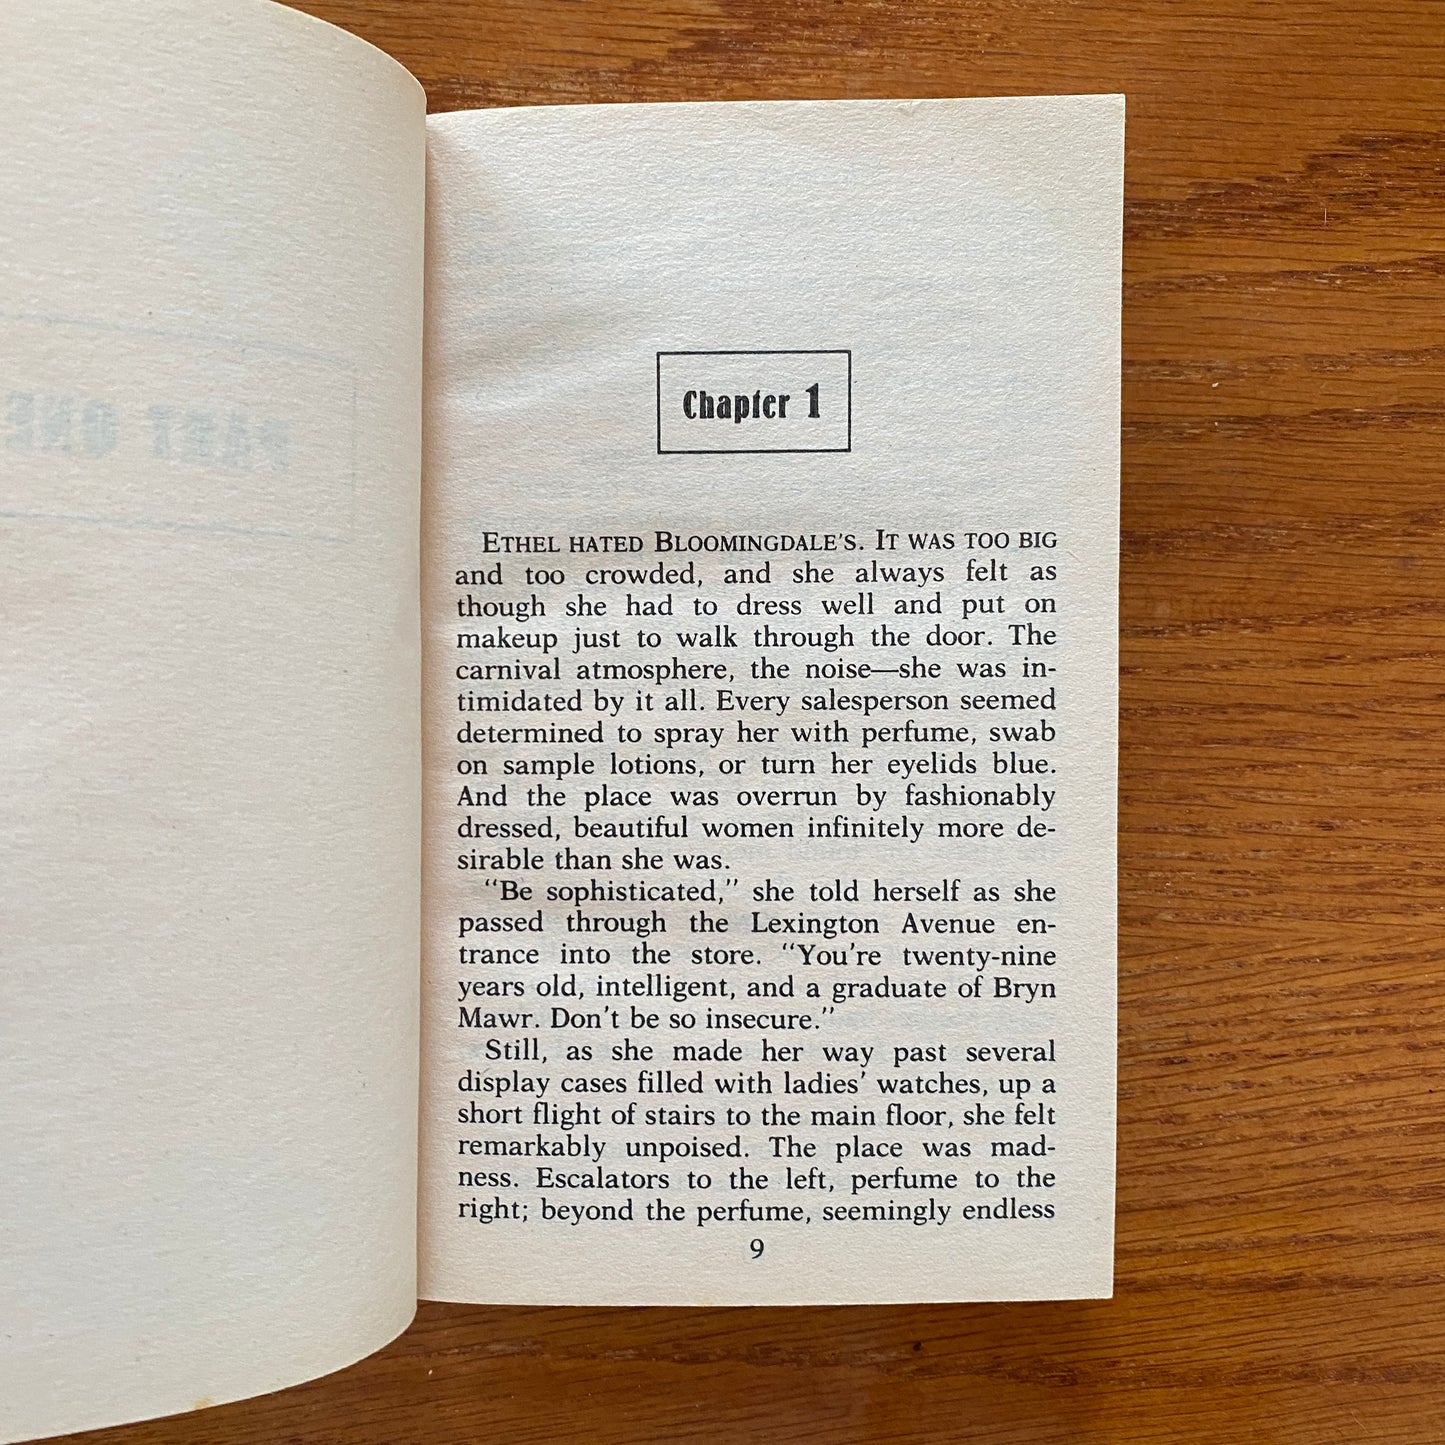 PART ONE
Chapter 1
ETHEL HATED BLOOMINGDALE'S. IT WAS TOO BIG
and too crowded, and she always felt as
though she had to dress well and put on
makeup just to walk through the door. The
carnival atmosphere, the noise—she was in-
timidated by it all. Every salesperson seemed
determined to spray her with perfume, swab
on sample lotions, or turn her eyelids blue.
And the place was overrun by fashionably
dressed, beautiful women infinitely more de-
sirable than she was.
"Be sophisticated," she told herself as she
passed through the Lexington Avenue en-
trance into the store. "You're twenty-nine
years old, intelligent, and a graduate of Bryn
Mawr. Don't be so insecure."
Still, as she made her way past several
display cases filled with ladies' watches, up a
short flight of stairs to the main floor, she felt
remarkably unpoised. The place was mad-
ness. Escalators to the left, perfume to the
right; beyond the perfume, seemingly endless
9